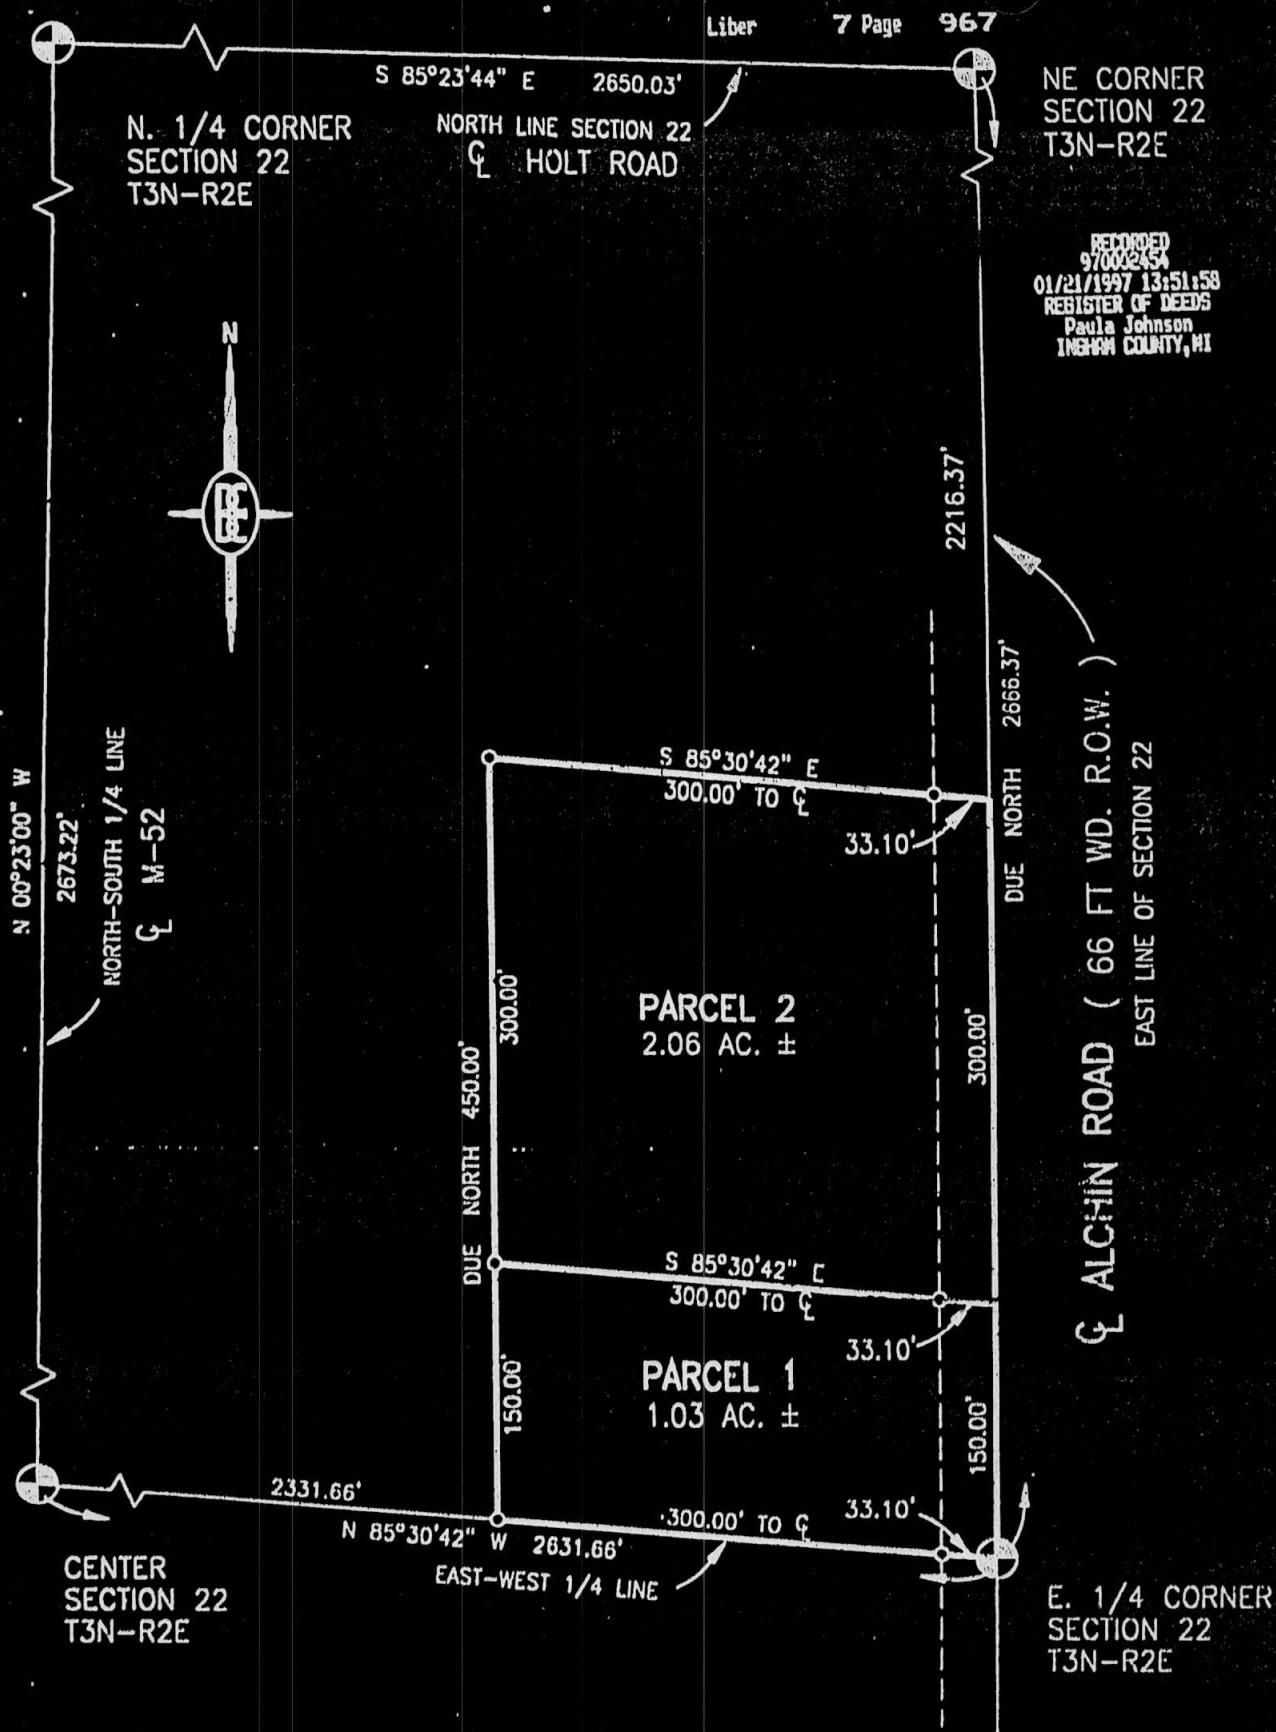 Liber 7 Page 967
S 85°23'44" E 2650.03'
NORTH LINE SECTION 22
℄ HOLT ROAD
N. 1/4 CORNER
SECTION 22
T3N-R2E
NE CORNER
SECTION 22
T3N-R2E
RECORDED
970002454
01/21/1997 13:51:58
REGISTER OF DEEDS
Paula Johnson
INGHAM COUNTY, MI
N
2216.37'
DUE NORTH 2666.37'
℄ ALCHIN ROAD ( 66 FT WD. R.O.W. )
EAST LINE OF SECTION 22
N 00°23'00" W
2673.22'
NORTH-SOUTH 1/4 LINE
℄ M-52
S 85°30'42" E
300.00' TO ℄
33.10'
300.00'
DUE NORTH 450.00'
PARCEL 2
2.06 AC. ±
300.00'
S 85°30'42" E
300.00' TO ℄
33.10'
150.00'
PARCEL 1
1.03 AC. ±
150.00'
2331.66'
300.00' TO ℄
33.10'
N 85°30'42" W 2631.66'
EAST-WEST 1/4 LINE
CENTER
SECTION 22
T3N-R2E
E. 1/4 CORNER
SECTION 22
T3N-R2E